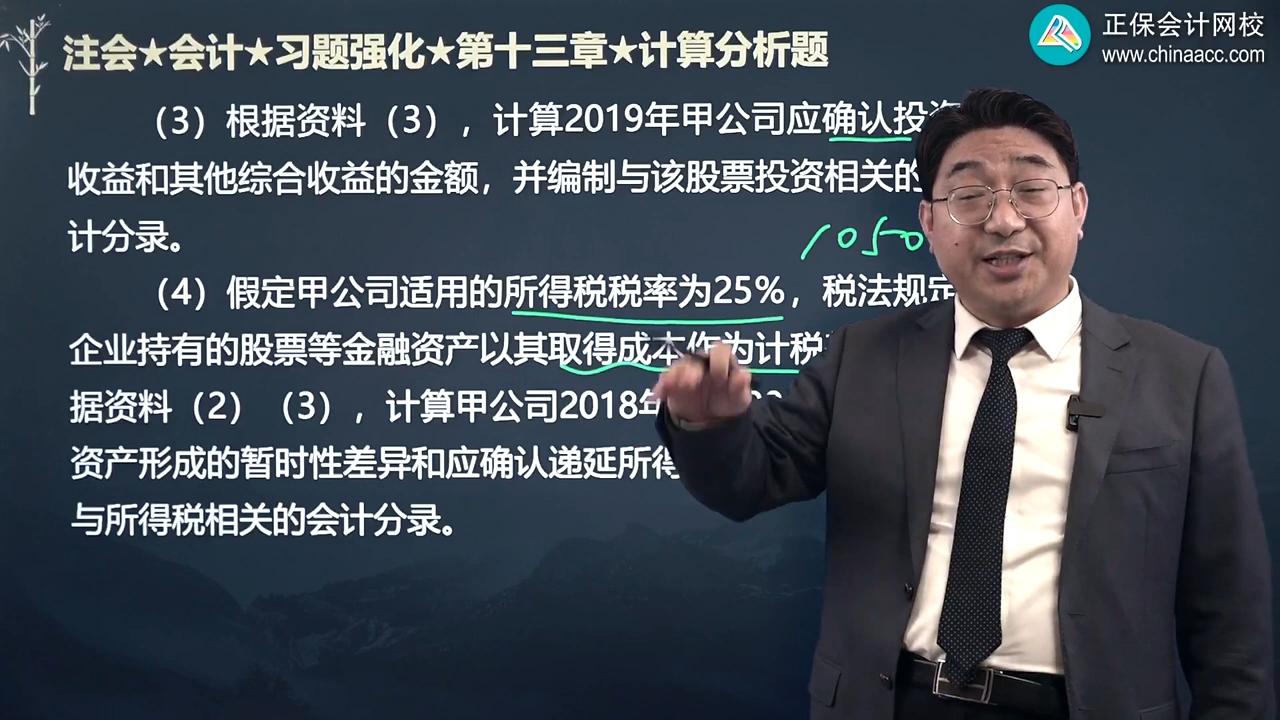 正保会计网校
www.chinaacc.com
注会★会计★习题强化★第十三章★计算分析题
（3）根据资料（3），计算2019年甲公司应确认投资
收益和其他综合收益的金额，并编制与该股票投资相关的
计分录。
1050
（4）假定甲公司适用的所得税税率为25%，税法规定
企业持有的股票等金融资产以其取得成本作为计税
据资料（2）（3），计算甲公司2018年
资产形成的暂时性差异和应确认递延所得
与所得税相关的会计分录。